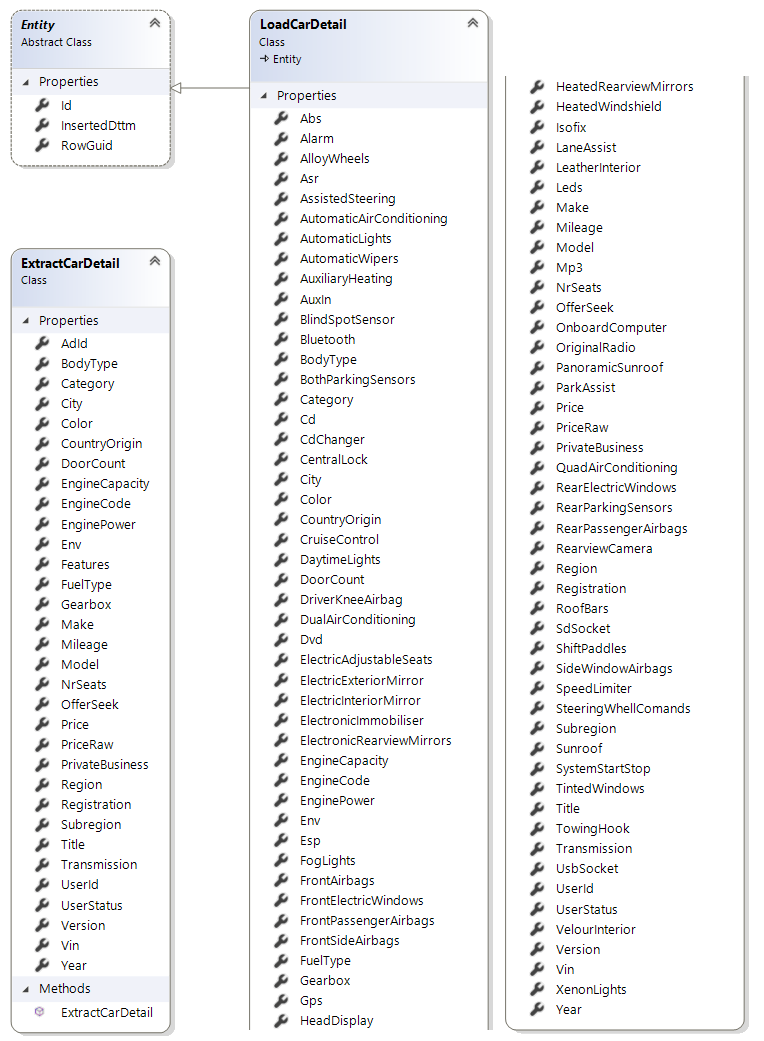 Entity
Abstract Class
Properties
Id
InsertedDttm
RowGuid
ExtractCarDetail
Class
Properties
AdId
BodyType
Category
City
Color
CountryOrigin
DoorCount
EngineCapacity
EngineCode
EnginePower
Env
Features
FuelType
Gearbox
Make
Mileage
Model
NrSeats
OfferSeek
Price
PriceRaw
PrivateBusiness
Region
Registration
Subregion
Title
Transmission
UserId
UserStatus
Version
Vin
Year
Methods
ExtractCarDetail
LoadCarDetail
Class
Entity
Properties
Abs
Alarm
AlloyWheels
Asr
AssistedSteering
AutomaticAirConditioning
AutomaticLights
AutomaticWipers
AuxiliaryHeating
AuxIn
BlindSpotSensor
Bluetooth
BodyType
BothParkingSensors
Category
Cd
CdChanger
CentralLock
City
Color
CountryOrigin
CruiseControl
DaytimeLights
DoorCount
DriverKneeAirbag
DualAirConditioning
Dvd
ElectricAdjustableSeats
ElectricExteriorMirror
ElectricInteriorMirror
ElectronicImmobiliser
ElectronicRearviewMirrors
EngineCapacity
EngineCode
EnginePower
Env
Esp
FogLights
FrontAirbags
FrontElectricWindows
FrontPassengerAirbags
FrontSideAirbags
FuelType
Gearbox
Gps
HeadDisplay
HeatedRearviewMirrors
HeatedWindshield
Isofix
LaneAssist
LeatherInterior
Leds
Make
Mileage
Model
Mp3
NrSeats
OfferSeek
OnboardComputer
OriginalRadio
PanoramicSunroof
ParkAssist
Price
PriceRaw
PrivateBusiness
QuadAirConditioning
RearElectricWindows
RearParkingSensors
RearPassengerAirbags
RearviewCamera
Region
Registration
RoofBars
SdSocket
ShiftPaddles
SideWindowAirbags
SpeedLimiter
SteeringWhellComands
Subregion
Sunroof
SystemStartStop
TintedWindows
Title
TowingHook
Transmission
UsbSocket
UserId
UserStatus
VelourInterior
Version
Vin
XenonLights
Year